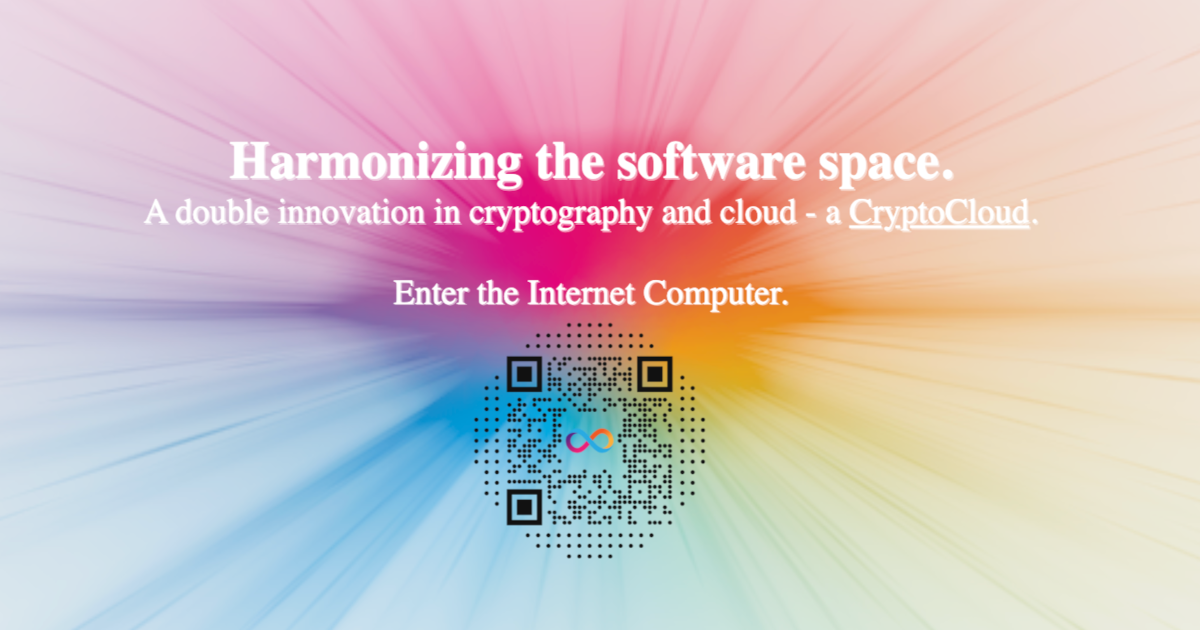 Harmonizing the software space.
A double innovation in cryptography and cloud - a CryptoCloud.
Enter the Internet Computer.